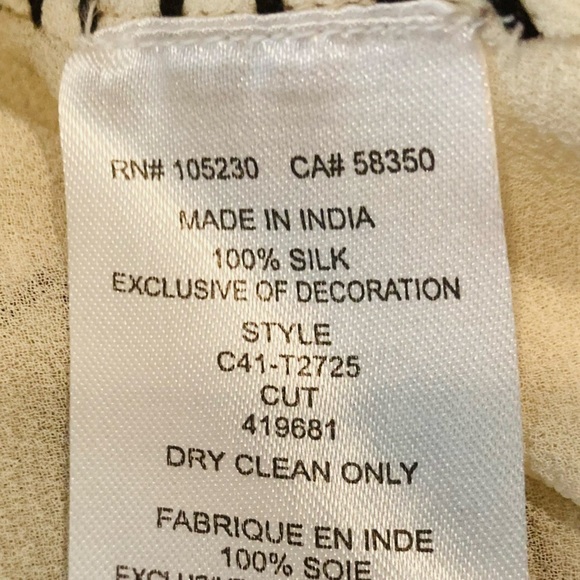 RN# 105230 CA# 58350
MADE IN INDIA
100% SILK
EXCLUSIVE OF DECORATION
STYLE
C41-T2725
CUT
419681
DRY CLEAN ONLY
FABRIQUE EN INDE
100% SOIE